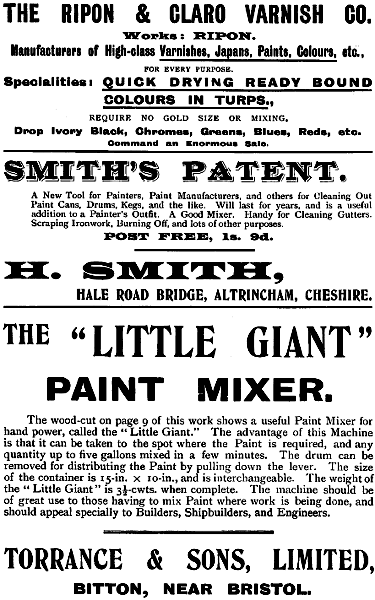 THE RIPON & CLARO VARNISH CO.
Works: RIPON.
Manufacturers of High-class Varnishes, Japans, Paints, Colours, etc.,
FOR EVERY PURPOSE.
Specialities: QUICK DRYING READY BOUND
COLOURS IN TURPS.,
REQUIRE NO GOLD SIZE OR MIXING,
Drop Ivory Black, Chromes, Greens, Blues, Reds, etc.
Command an Enormous Sale.
SMITH'S PATENT.
A New Tool for Painters, Paint Manufacturers, and others for Cleaning Out
Paint Cans, Drums, Kegs, and the like. Will last for years, and is a useful
addition to a Painter's Outfit. A Good Mixer. Handy for Cleaning Gutters.
Scraping Ironwork, Burning Off, and lots of other purposes.
POST FREE, 1s. 9d.
H. SMITH,
HALE ROAD BRIDGE, ALTRINCHAM, CHESHIRE.
THE "LITTLE GIANT"
PAINT MIXER.
The wood-cut on page 9 of this work shows a useful Paint Mixer for
hand power, called the "Little Giant." The advantage of this Machine
is that it can be taken to the spot where the Paint is required, and any
quantity up to five gallons mixed in a few minutes. The drum can be
removed for distributing the Paint by pulling down the lever. The size
of the container is 15-in. × 10-in., and is interchangeable. The weight of
the "Little Giant" is 3½-cwts. when complete. The machine should be
of great use to those having to mix Paint where work is being done, and
should appeal specially to Builders, Shipbuilders, and Engineers.
TORRANCE & SONS, LIMITED,
BITTON, NEAR BRISTOL.